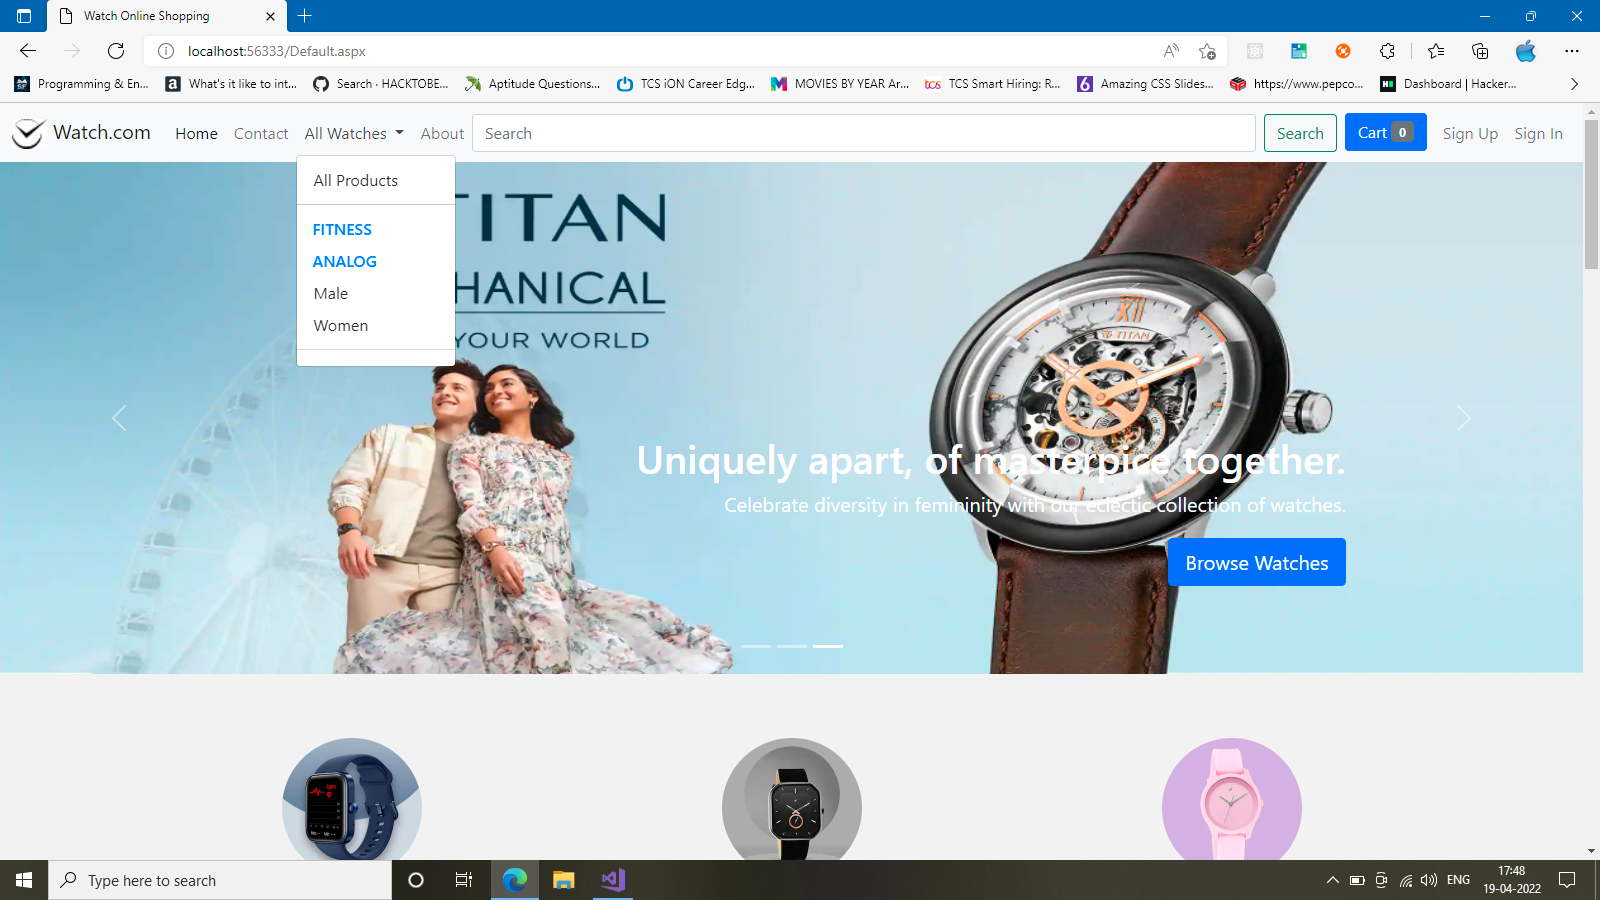 Watch Online Shopping
localhost:56333/Default.aspx
Programming & En... What's it like to int... Search · HACKTOBE... Aptitude Questions... TCS iON Career Edg... MOVIES BY YEAR Ar... TCS Smart Hiring: R... Amazing CSS Slides... https://www.pepco... Dashboard | Hacker...
Watch.com Home Contact All Watches About Search Search Cart 0 Sign Up Sign In
All Products
FITNESS
ANALOG
Male
Women
TITAN
HANICAL
YOUR WORLD
XII
TITAN
Uniquely apart, of masterpice together.
Celebrate diversity in femininity with our eclectic collection of watches.
Browse Watches
Type here to search
ENG
17:48
19-04-2022